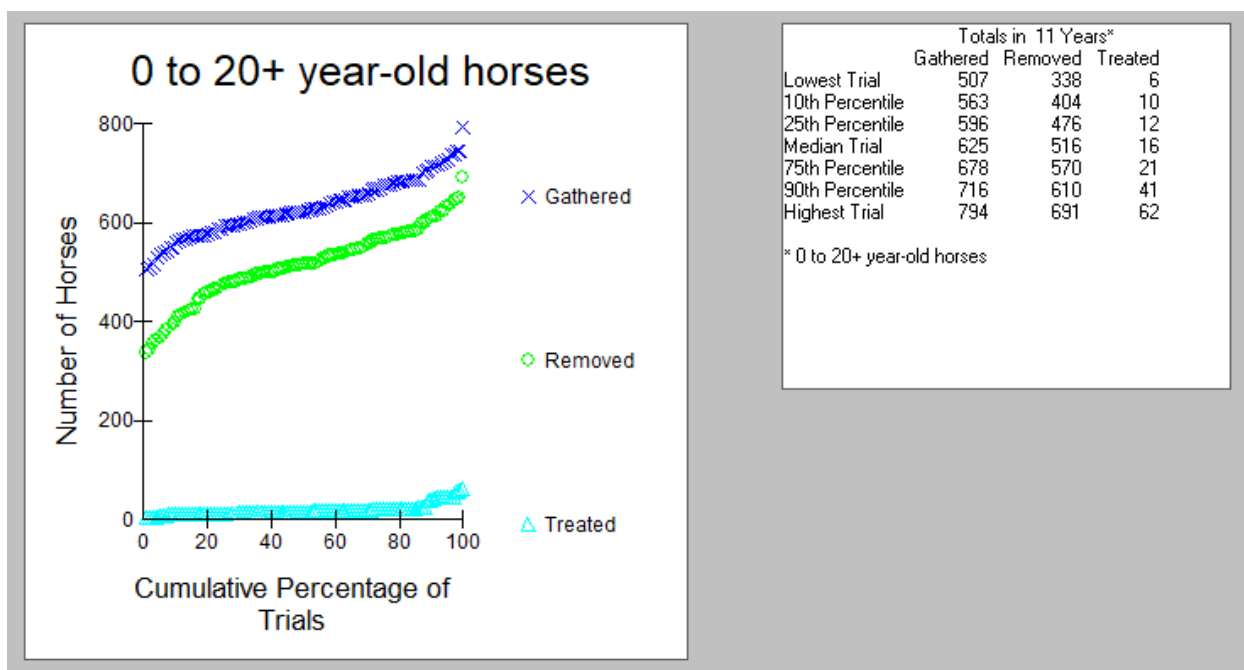 0 to 20+ year-old horses
800
600
400
200
0
0 20 40 60 80 100
Number of Horses
Cumulative Percentage of
Trials
Gathered
Removed
Treated
Totals in 11 Years*
Gathered Removed Treated
Lowest Trial 507 338 6
10th Percentile 563 404 10
25th Percentile 596 476 12
Median Trial 625 516 16
75th Percentile 678 570 21
90th Percentile 716 610 41
Highest Trial 794 691 62
* 0 to 20+ year-old horses